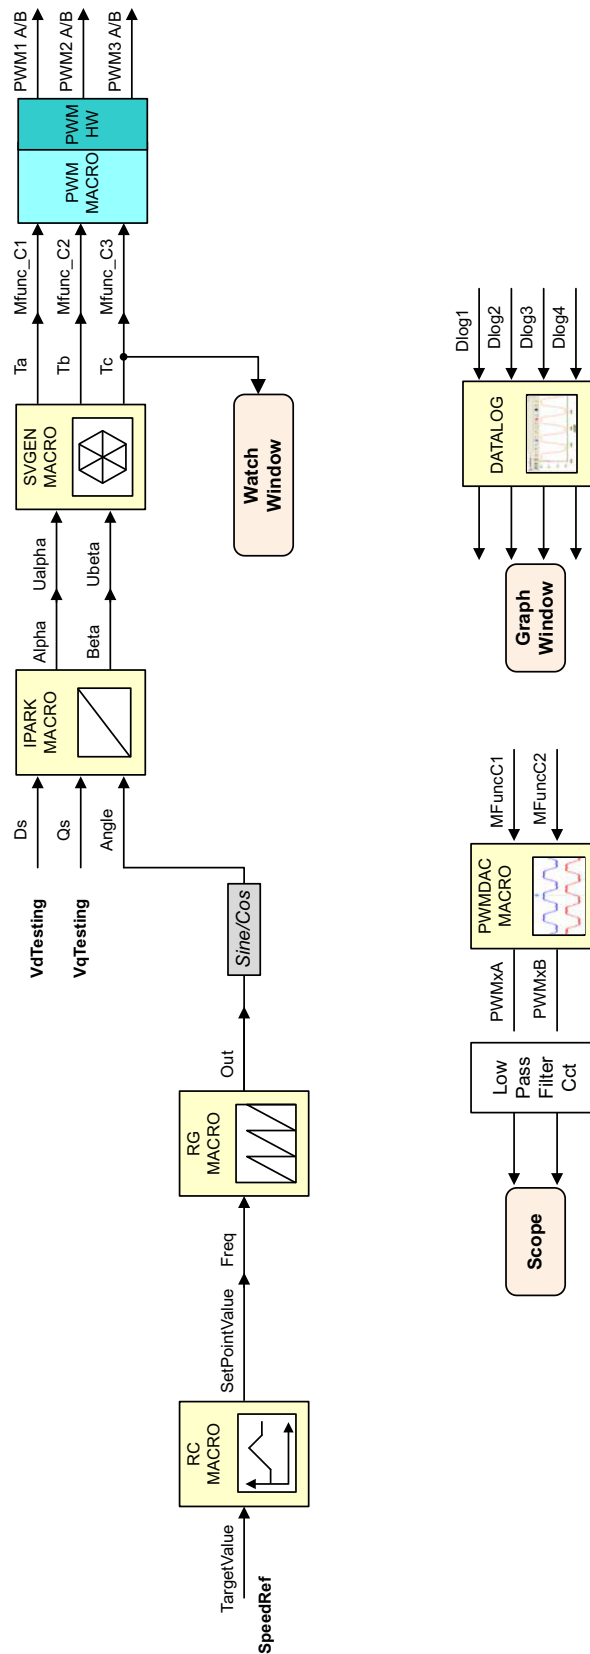 VdTesting
VqTesting
Ds
Qs
Angle
IPARK
MACRO
Alpha
Beta
Ualpha
Ubeta
SVGEN
MACRO
Ta
Tb
Tc
Mfunc_C1
Mfunc_C2
Mfunc_C3
PWM
MACRO
PWM
HW
PWM1 A/B
PWM2 A/B
PWM3 A/B
SpeedRef
TargetValue
RC
MACRO
SetPointValue
Freq
RG
MACRO
Out
Sine/Cos
Watch
Window
Scope
Low
Pass
Filter
Cct
PWMxA
PWMxB
PWMDAC
MACRO
MFuncC1
MFuncC2
Graph
Window
DATALOG
Dlog1
Dlog2
Dlog3
Dlog4